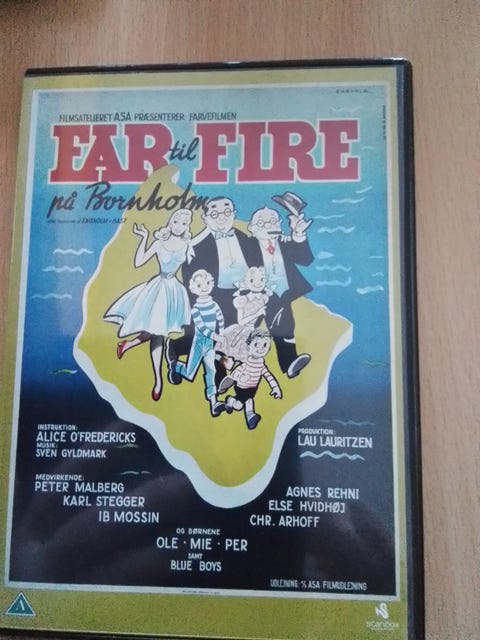 FILMSATELIERET ASA PRÆSENTERER FARVEFILMEN
FAR til FIRE
på Bornholm
INSTRUKTION:
ALICE O'FREDERICKS
MUSIK:
SVEN GYLDMARK
PRODUKTION:
LAU LAURITZEN
MEDVIRKENDE:
PETER MALBERG
KARL STEGGER
IB MOSSIN
AGNES REHNI
ELSE HVIDHØJ
CHR. ARHOFF
OG BØRNENE
OLE · MIE · PER
SAMT
BLUE BOYS
UDLEJNING: % ASA FILMUDLEJNING
A
scanbox